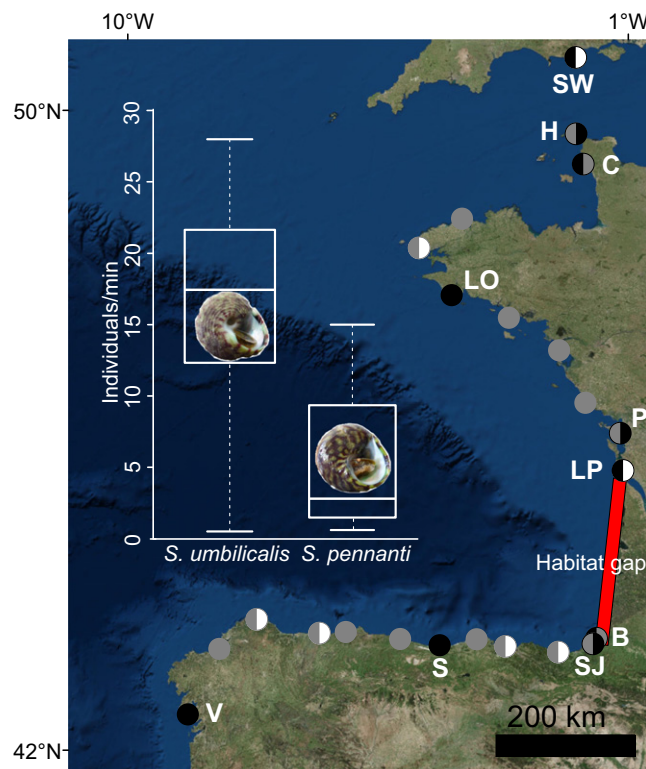 10°W
1°W
50°N
SW
H
C
30
25
20
15
10
5
0
Individuals/min
LO
P
LP
Habitat gap
S. umbilicalis
S. pennanti
B
SJ
S
V
200 km
42°N